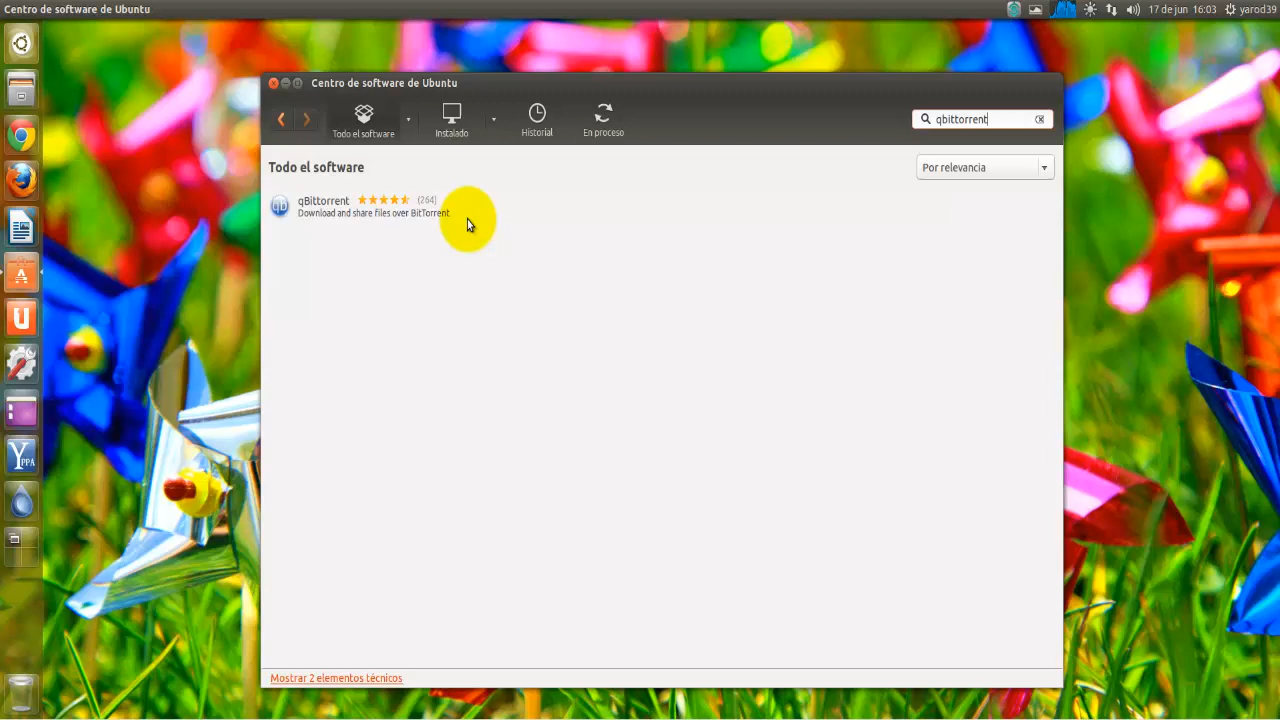 Centro de software de Ubuntu
17 de jun 16:03
yarod39
Centro de software de Ubuntu
Todo el software
Instalado
Historial
En proceso
qbittorrent
Todo el software
Por relevancia
qb
qBittorrent (264)
Download and share files over BitTorrent
A
U
YPPA
Mostrar 2 elementos técnicos